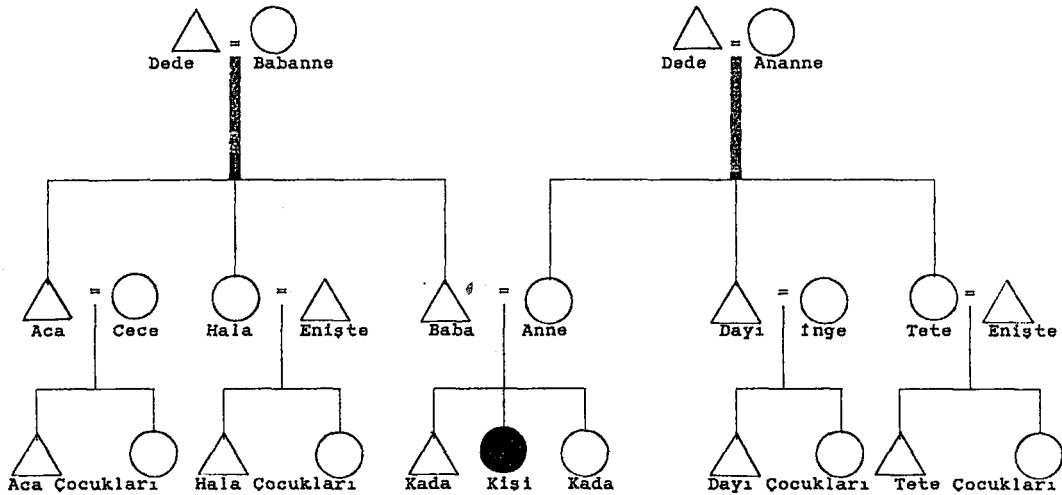 Dede = Babanne Dede = Ananne
Aca = Cece Hala = Enişte Baba = Anne Dayı = İnge Tete = Enişte
Aca Çocukları Hala Çocukları Kada Kişi Kada Dayı Çocukları Tete Çocukları